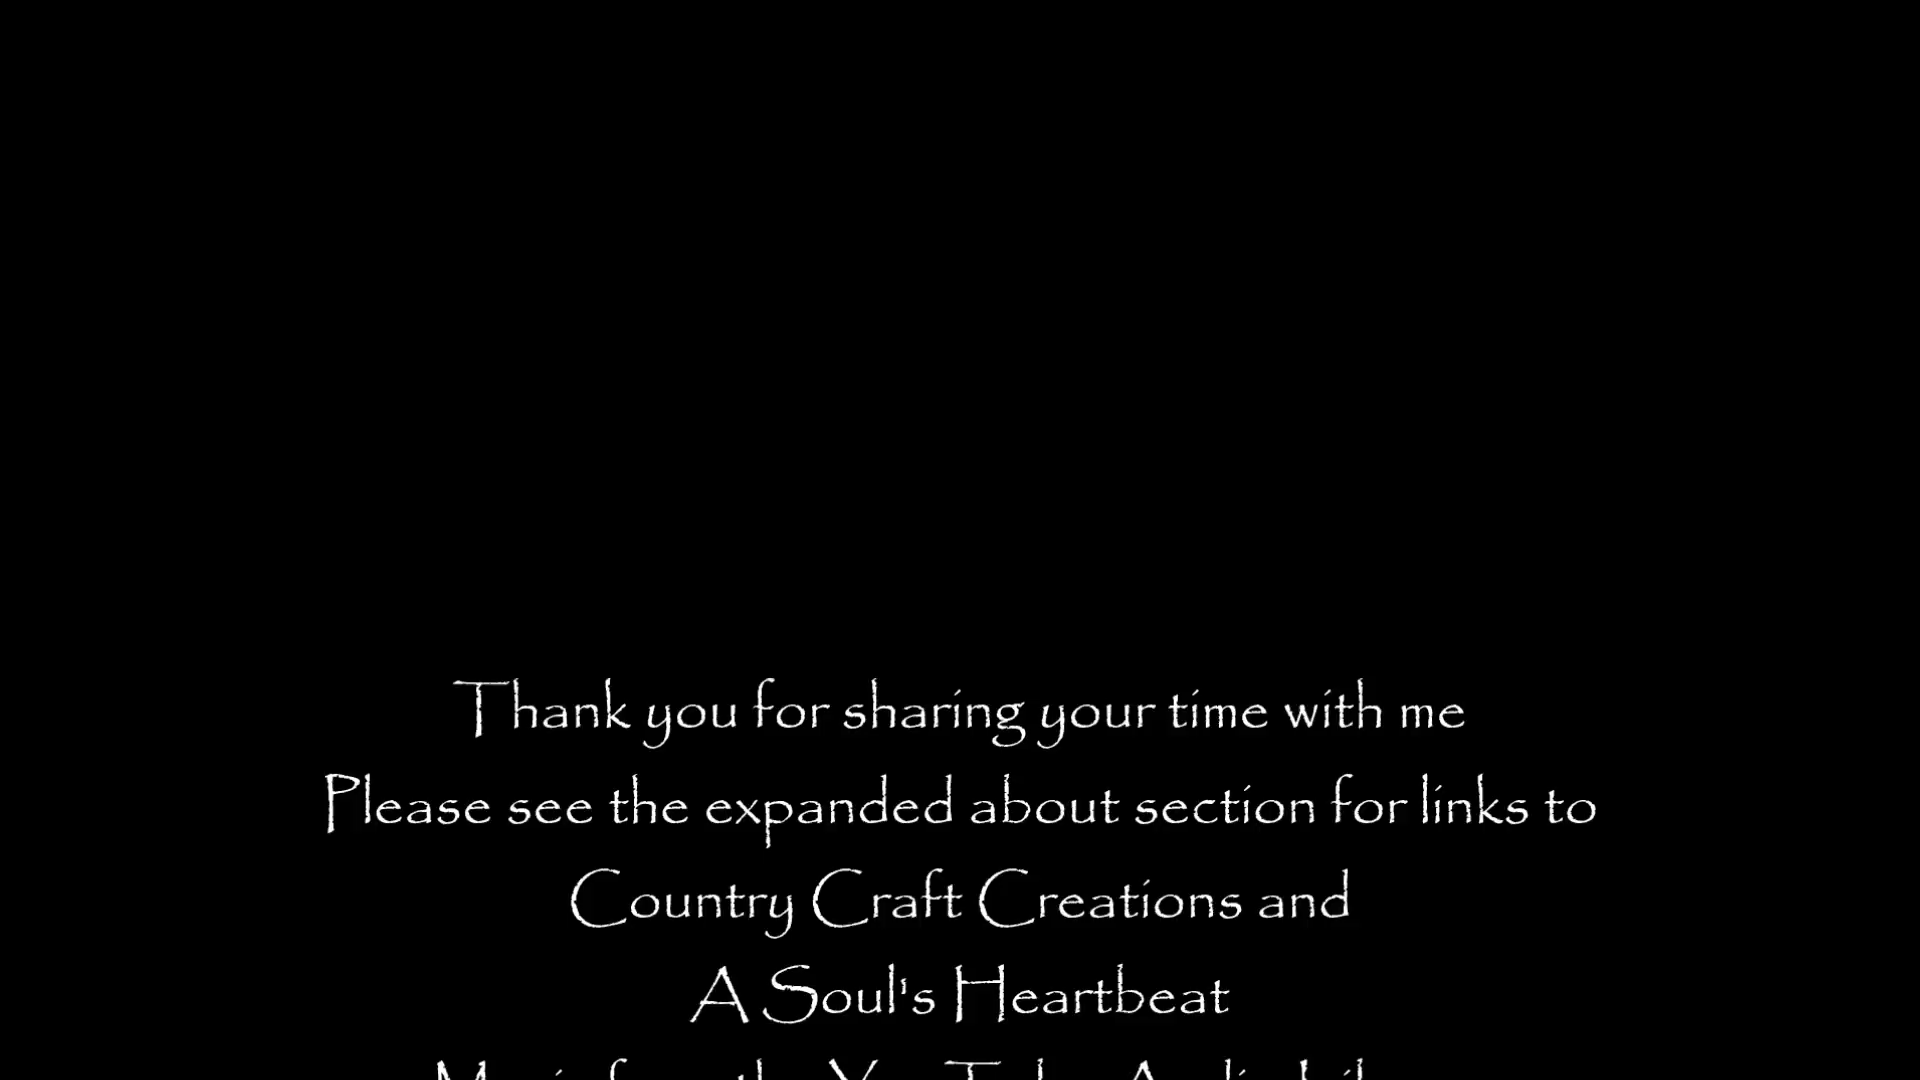 Thank you for sharing your time with me
Please see the expanded about section for links to
Country Craft Creations and
A Soul's Heartbeat